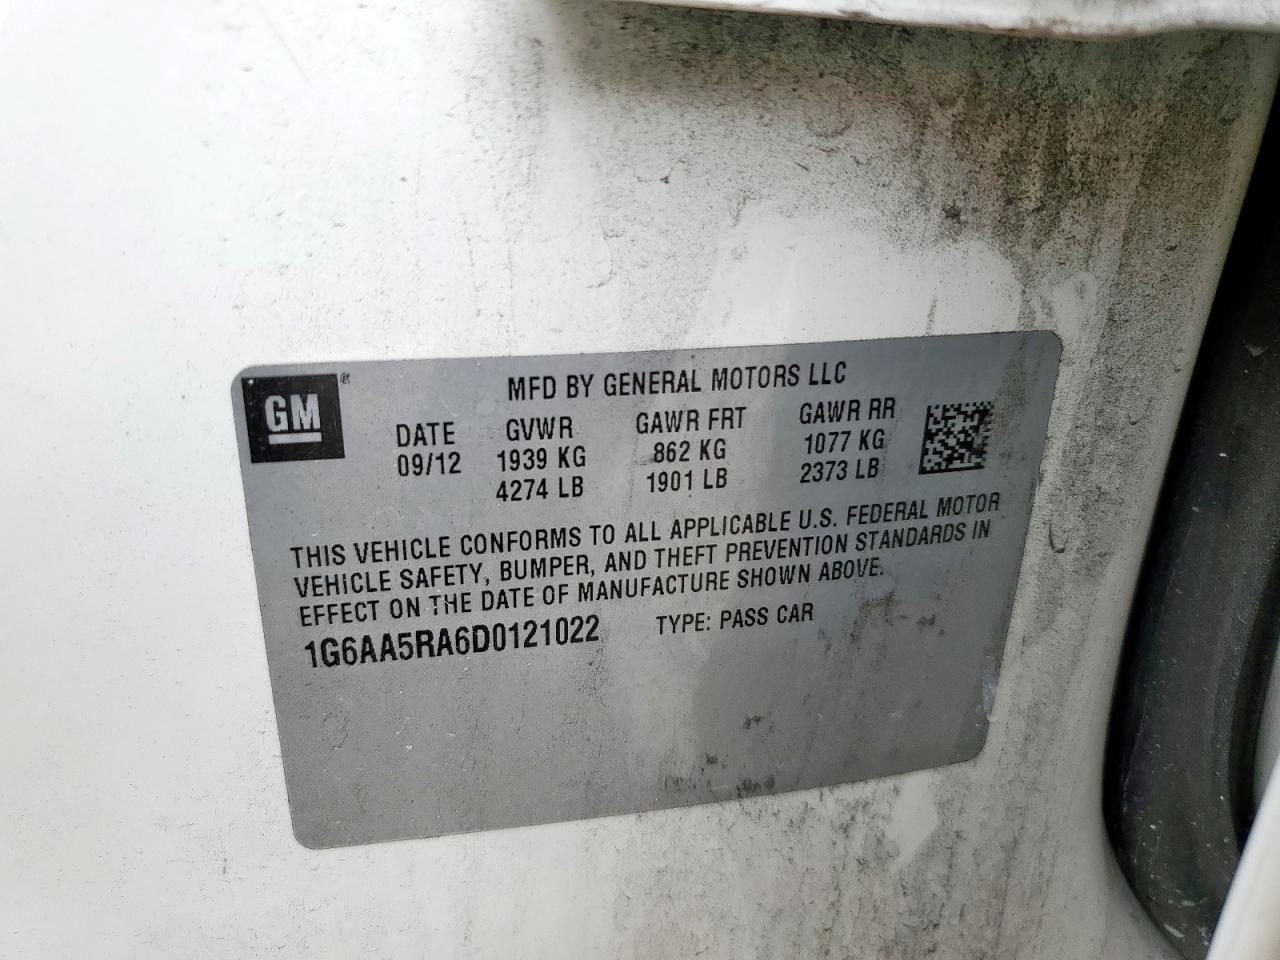 GM®
MFD BY GENERAL MOTORS LLC
DATE GVWR GAWR FRT GAWR RR
09/12 1939 KG 862 KG 1077 KG
4274 LB 1901 LB 2373 LB
THIS VEHICLE CONFORMS TO ALL APPLICABLE U.S. FEDERAL MOTOR
VEHICLE SAFETY, BUMPER, AND THEFT PREVENTION STANDARDS IN
EFFECT ON THE DATE OF MANUFACTURE SHOWN ABOVE.
1G6AA5RA6D0121022 TYPE: PASS CAR